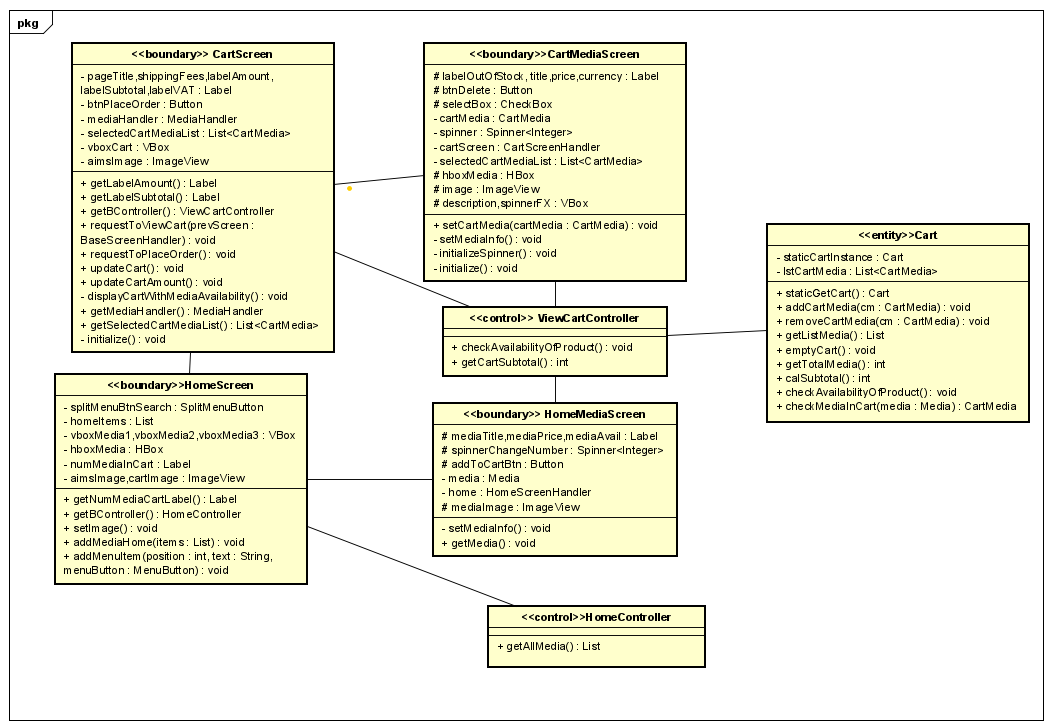 pkg
<<boundary>> CartScreen
- pageTitle,shippingFees,labelAmount,
labelSubtotal,labelVAT : Label
- btnPlaceOrder : Button
- mediaHandler : MediaHandler
- selectedCartMediaList : List<CartMedia>
- vboxCart : VBox
- aimsImage : ImageView
+ getLabelAmount() : Label
+ getLabelSubtotal() : Label
+ getBController() : ViewCartController
+ requestToViewCart(prevScreen :
BaseScreenHandler) : void
+ requestToPlaceOrder() : void
+ updateCart() : void
+ updateCartAmount() : void
- displayCartWithMediaAvailability() : void
+ getMediaHandler() : MediaHandler
+ getSelectedCartMediaList() : List<CartMedia>
- initialize() : void
<<boundary>>CartMediaScreen
# labelOutOfStock, title,price,currency : Label
# btnDelete : Button
# selectBox : CheckBox
- cartMedia : CartMedia
- spinner : Spinner<Integer>
- cartScreen : CartScreenHandler
- selectedCartMediaList : List<CartMedia>
# hboxMedia : HBox
# image : ImageView
# description,spinnerFX : VBox
+ setCartMedia(cartMedia : CartMedia) : void
- setMediaInfo() : void
- initializeSpinner() : void
- initialize() : void
<<entity>>Cart
- staticCartInstance : Cart
- lstCartMedia : List<CartMedia>
+ staticGetCart() : Cart
+ addCartMedia(cm : CartMedia) : void
+ removeCartMedia(cm : CartMedia) : void
+ getListMedia() : List
+ emptyCart() : void
+ getTotalMedia() : int
+ calSubtotal() : int
+ checkAvailabilityOfProduct() : void
+ checkMediaInCart(media : Media) : CartMedia
<<control>> ViewCartController
+ checkAvailabilityOfProduct() : void
+ getCartSubtotal() : int
<<boundary>>HomeScreen
- splitMenuBtnSearch : SplitMenuButton
- homeItems : List
- vboxMedia1,vboxMedia2,vboxMedia3 : VBox
- hboxMedia : HBox
- numMediaInCart : Label
- aimsImage,cartImage : ImageView
+ getNumMediaCartLabel() : Label
+ getBController() : HomeController
+ setImage() : void
+ addMediaHome(items : List) : void
+ addMenuItem(position : int, text : String,
menuButton : MenuButton) : void
<<boundary>> HomeMediaScreen
# mediaTitle,mediaPrice,mediaAvail : Label
# spinnerChangeNumber : Spinner<Integer>
# addToCartBtn : Button
- media : Media
- home : HomeScreenHandler
# mediaImage : ImageView
- setMediaInfo() : void
+ getMedia() : void
<<control>>HomeController
+ getAllMedia() : List